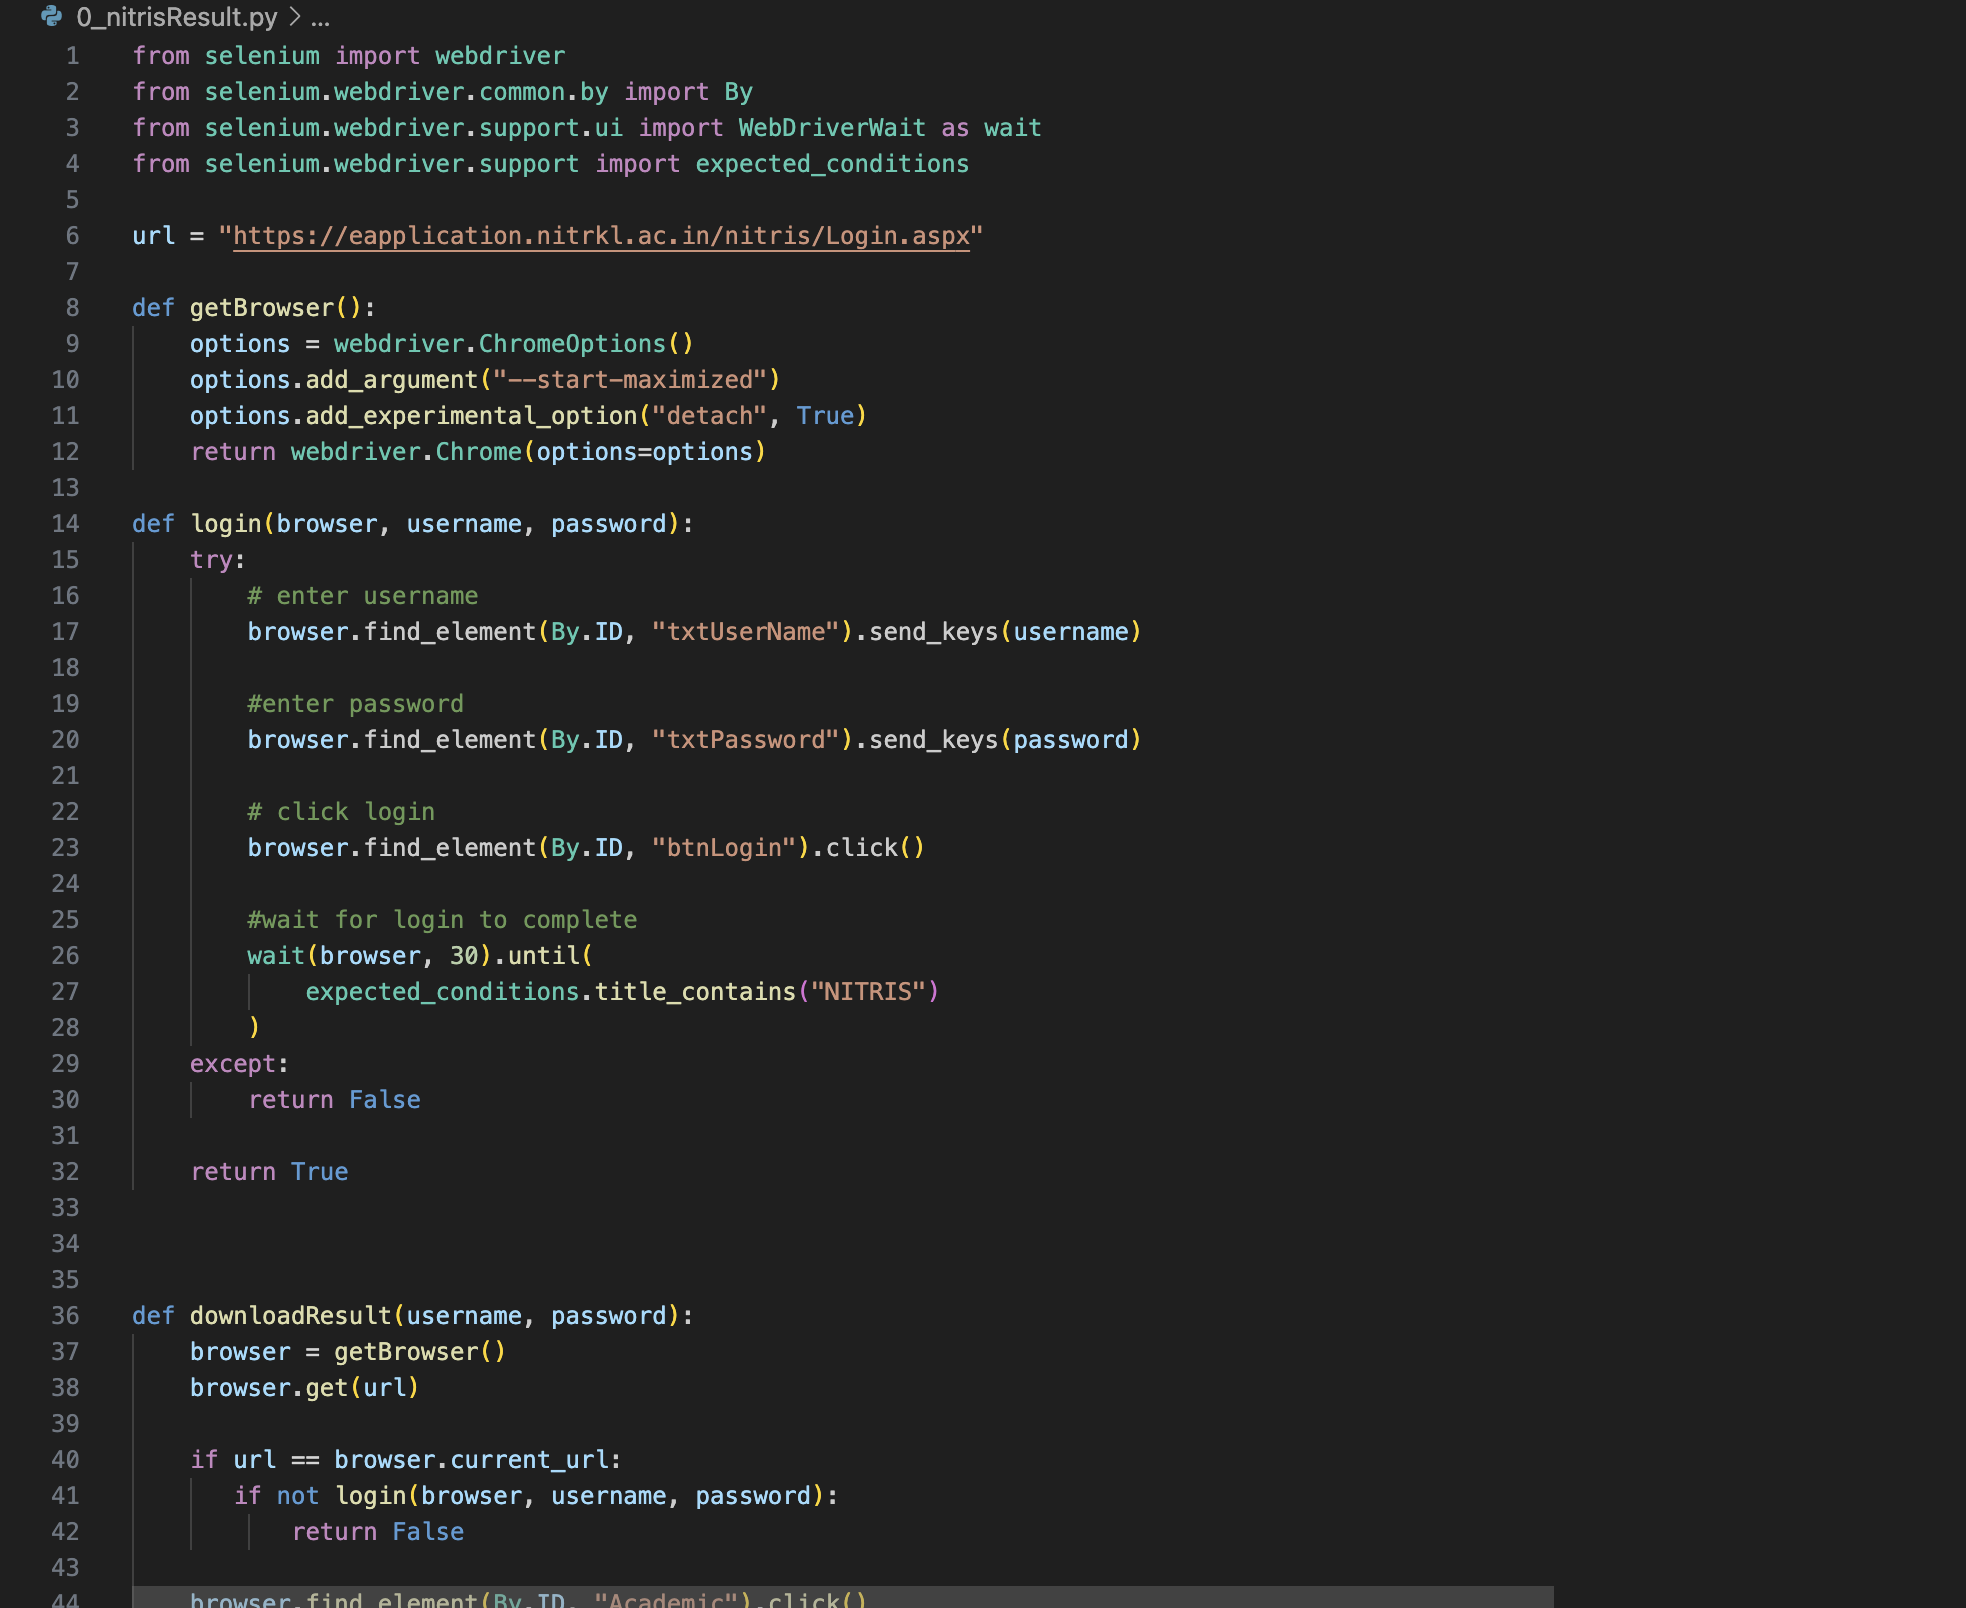 0_nitrisResult.py > ...
1 from selenium import webdriver
2 from selenium.webdriver.common.by import By
3 from selenium.webdriver.support.ui import WebDriverWait as wait
4 from selenium.webdriver.support import expected_conditions
5
6 url = "https://eapplication.nitrkl.ac.in/nitris/Login.aspx"
7
8 def getBrowser():
9     options = webdriver.ChromeOptions()
10     options.add_argument("--start-maximized")
11     options.add_experimental_option("detach", True)
12     return webdriver.Chrome(options=options)
13
14 def login(browser, username, password):
15     try:
16         # enter username
17         browser.find_element(By.ID, "txtUserName").send_keys(username)
18
19         #enter password
20         browser.find_element(By.ID, "txtPassword").send_keys(password)
21
22         # click login
23         browser.find_element(By.ID, "btnLogin").click()
24
25         #wait for login to complete
26         wait(browser, 30).until(
27             expected_conditions.title_contains("NITRIS")
28         )
29     except:
30         return False
31
32     return True
33
34
35
36 def downloadResult(username, password):
37     browser = getBrowser()
38     browser.get(url)
39
40     if url == browser.current_url:
41        if not login(browser, username, password):
42            return False
43
44     browser.find_element(By.ID, "Academic").click()